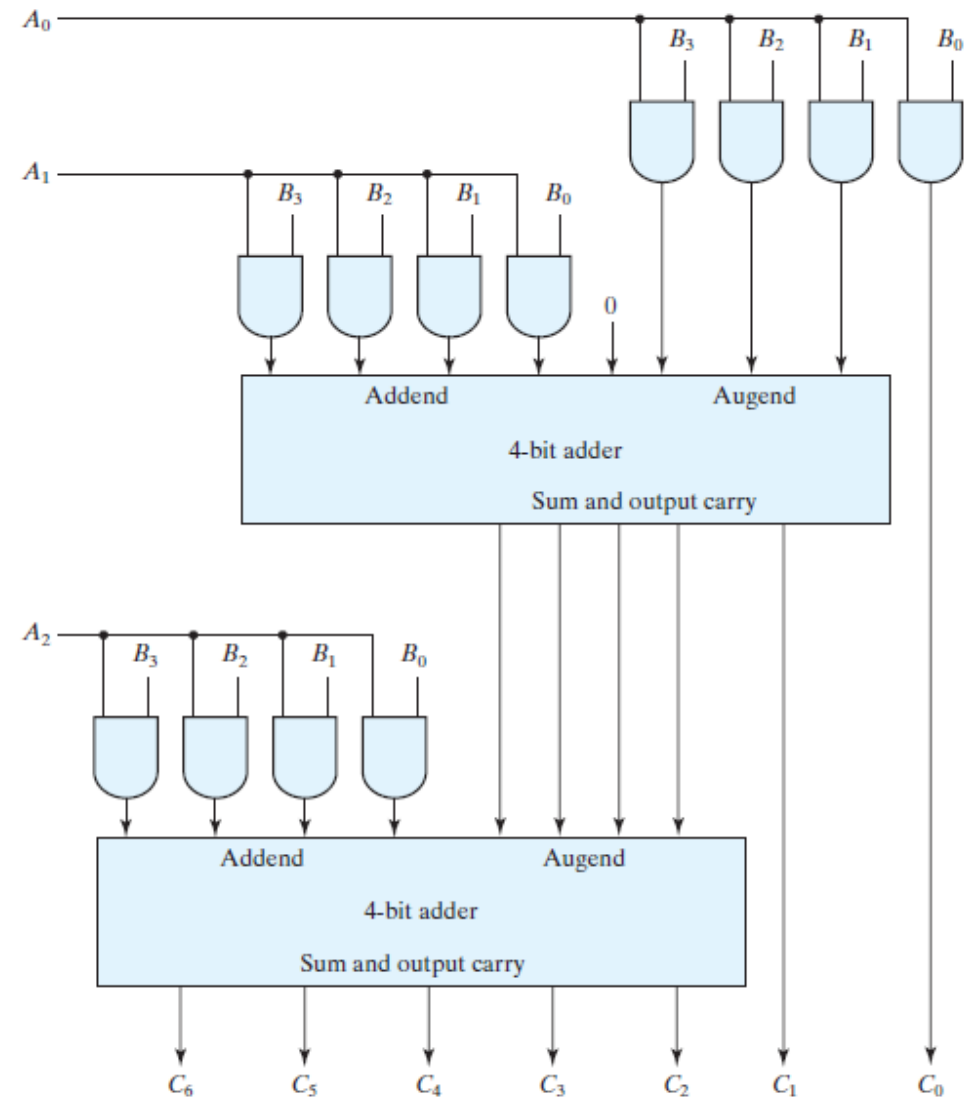 A₀
B₃ B₂ B₁ B₀
A₁
B₃ B₂ B₁ B₀
0
Addend Augend
4-bit adder
Sum and output carry
A₂
B₃ B₂ B₁ B₀
Addend Augend
4-bit adder
Sum and output carry
C₆ C₅ C₄ C₃ C₂ C₁ C₀